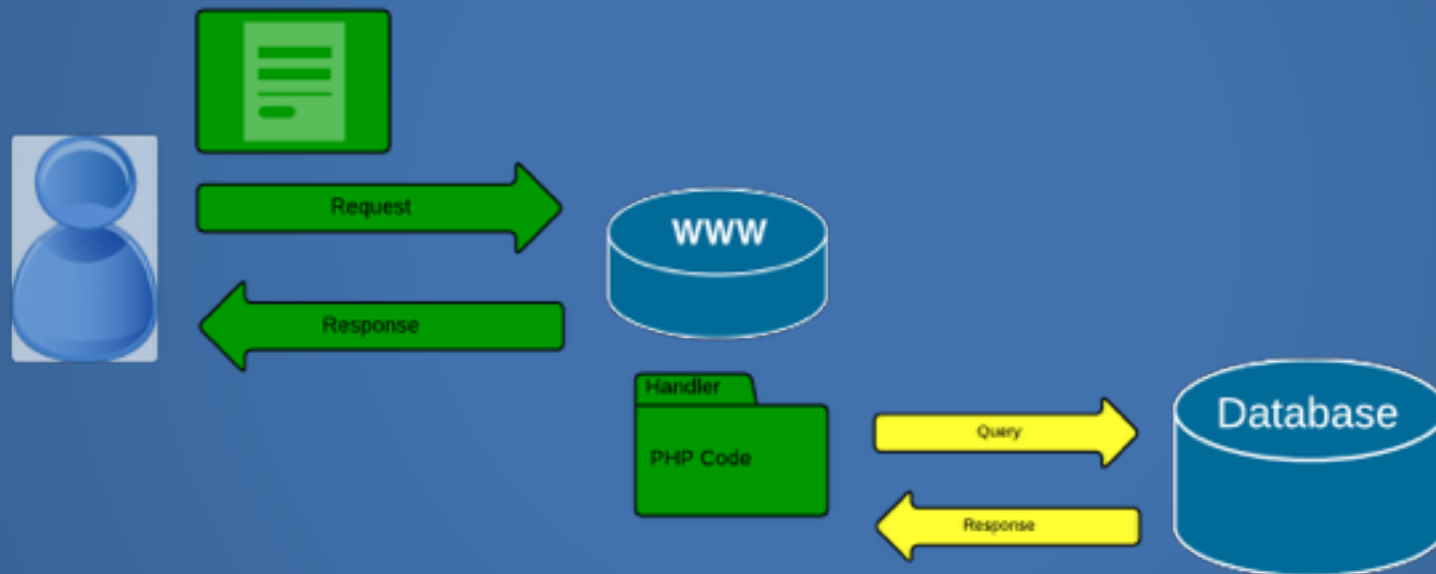 Request
WWW
Response
Handler
PHP Code
Query
Database
Response